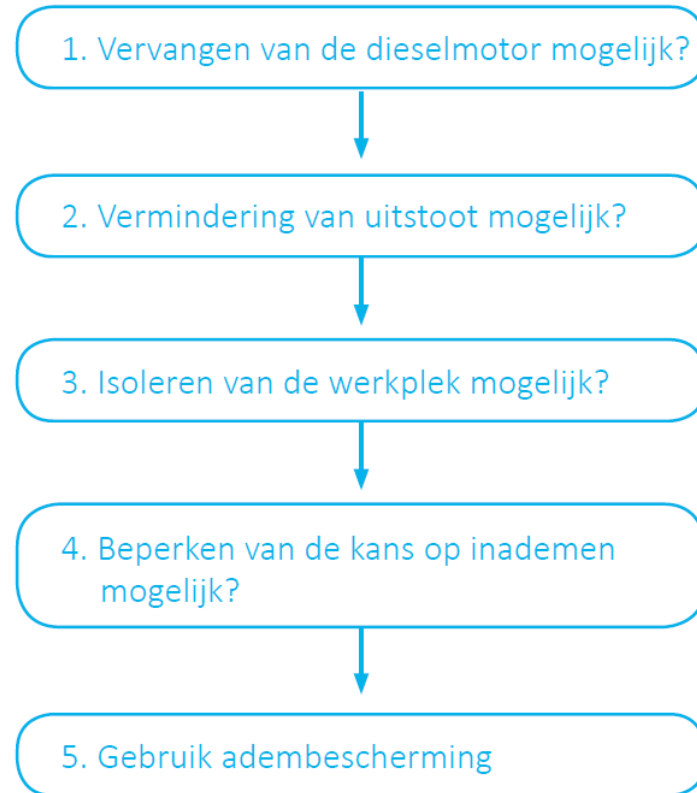 1. Vervangen van de dieselmotor mogelijk?
2. Vermindering van uitstoot mogelijk?
3. Isoleren van de werkplek mogelijk?
4. Beperken van de kans op inademen
mogelijk?
5. Gebruik adembescherming